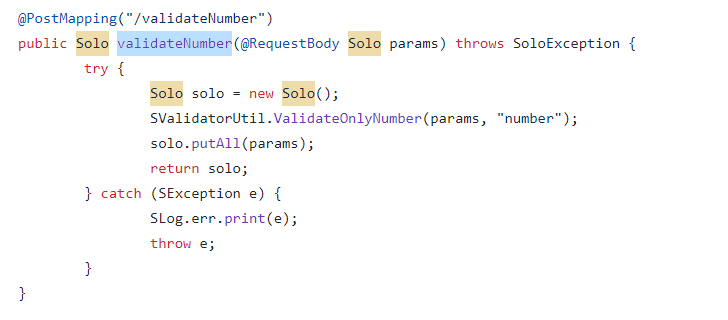 @PostMapping("/validateNumber")
public Solo validateNumber(@RequestBody Solo params) throws SoloException {
try {
Solo solo = new Solo();
SValidatorUtil.ValidateOnlyNumber(params, "number");
solo.putAll(params);
return solo;
} catch (SException e) {
SLog.err.print(e);
throw e;
}
}